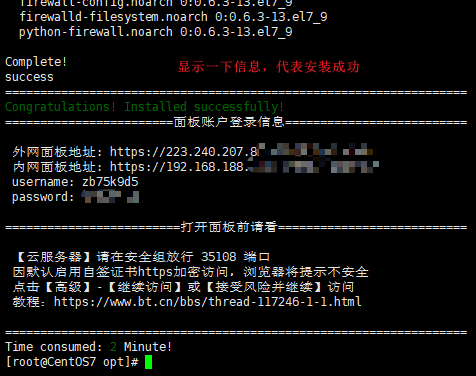 firewall-config.noarch 0:0.6.3-13.el7_9
firewalld-filesystem.noarch 0:0.6.3-13.el7_9
python-firewall.noarch 0:0.6.3-13.el7_9
Complete!
success
显示一下信息，代表安装成功
==================================================================
Congratulations! Installed successfully!
========================面板账户登录信息==========================
外网面板地址: https://223.240.207.8
内网面板地址: https://192.168.188.
username: zb75k9d5
password:
=========================打开面板前请看===========================
【云服务器】请在安全组放行 35108 端口
因默认启用自签证书https加密访问，浏览器将提示不安全
点击【高级】-【继续访问】或【接受风险并继续】访问
教程：https://www.bt.cn/bbs/thread-117246-1-1.html
==================================================================
Time consumed: 2 Minute!
[root@CentOS7 opt]#